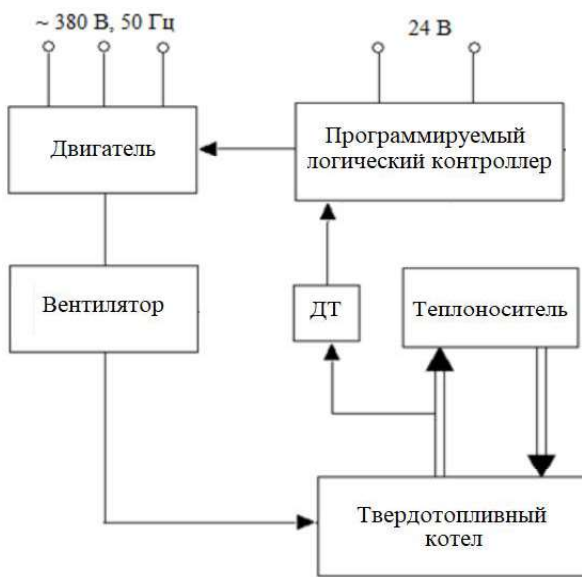 ~ 380 В, 50 Гц
24 В
Двигатель
Программируемый
логический контроллер
Вентилятор
ДТ
Теплоноситель
Твердотопливный
котел